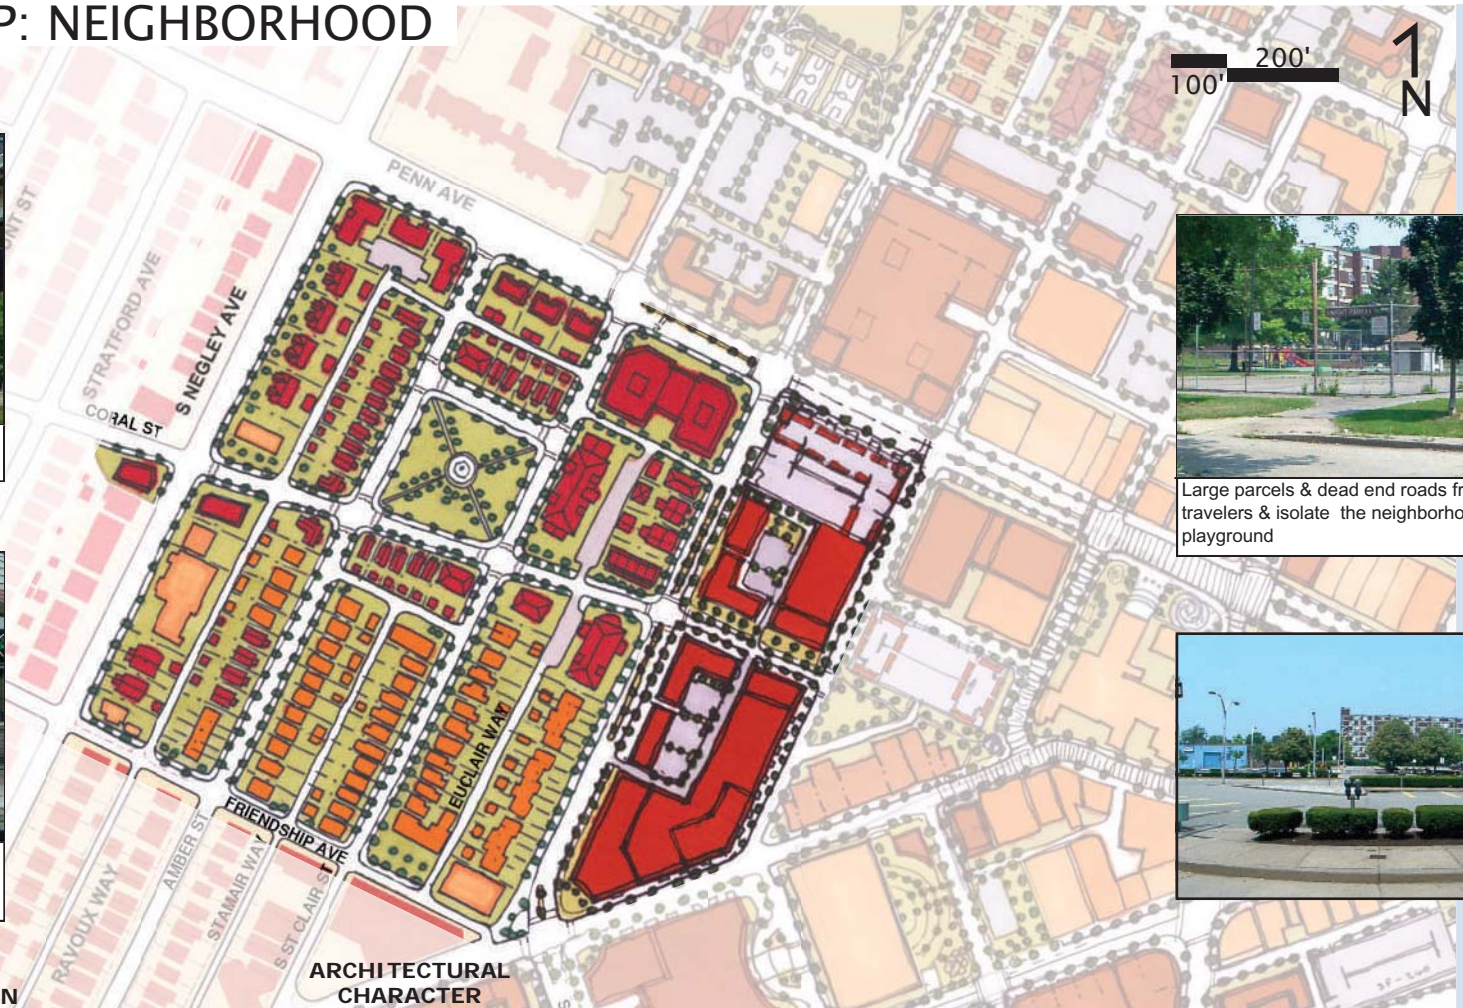 P: NEIGHBORHOOD
200'
100'
N
PENN AVE
STRATFORD AVE
S NEGLEY AVE
CORAL ST
Large parcels & dead end roads fr
travelers & isolate the neighborho
playground
EUCLAIR WAY
FRIENDSHIP AVE
AMBER ST
STAMAIR WAY
RAVOUX WAY
S ST CLAIR ST
ARCHITECTURAL
CHARACTER
N